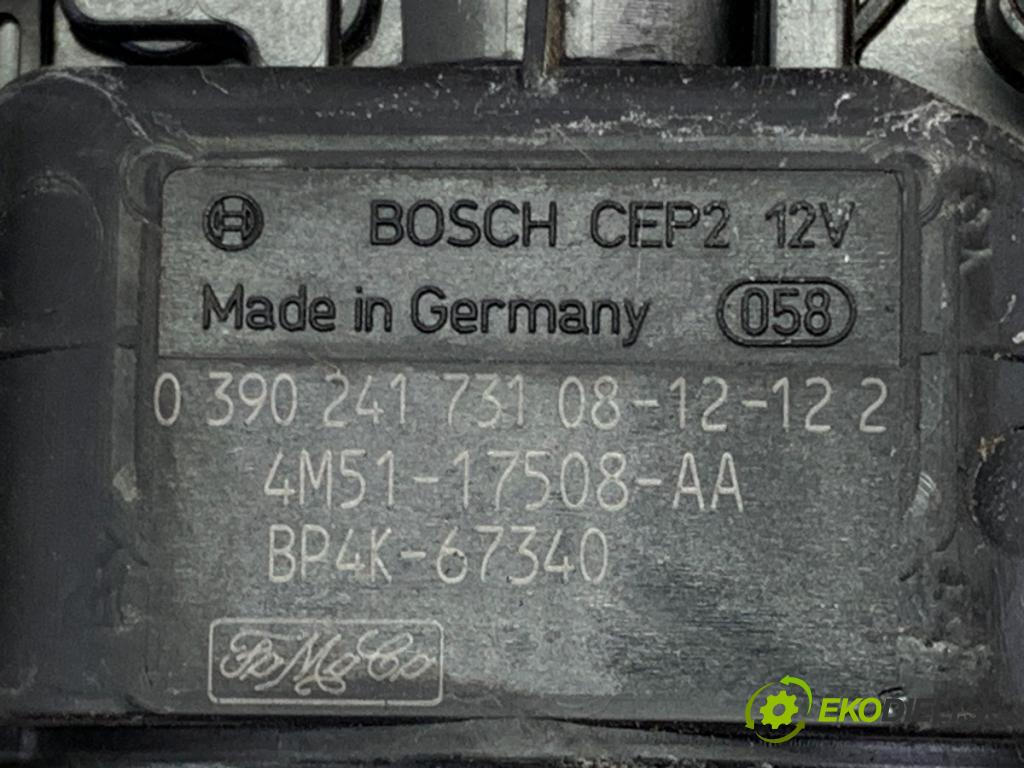 BOSCH CEP2 12V
Made in Germany 058
0 390 241 731 08-12-12 2
4M51-17508-AA
BP4K-67340
FoMoCo